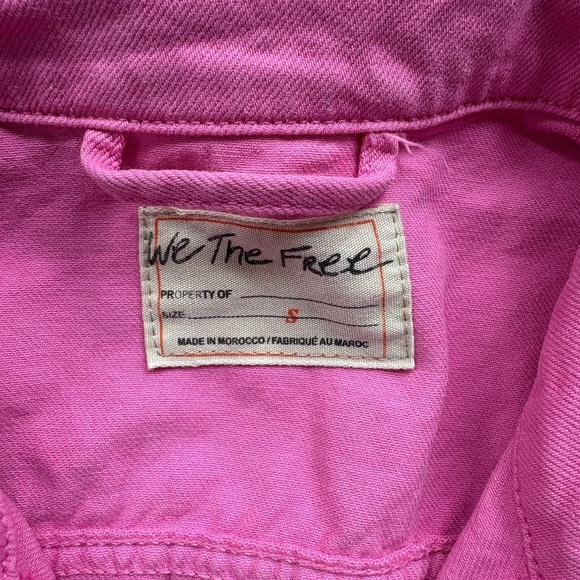 We The Free
PROPERTY OF
SIZE S
MADE IN MOROCCO / FABRIQUÉ AU MAROC